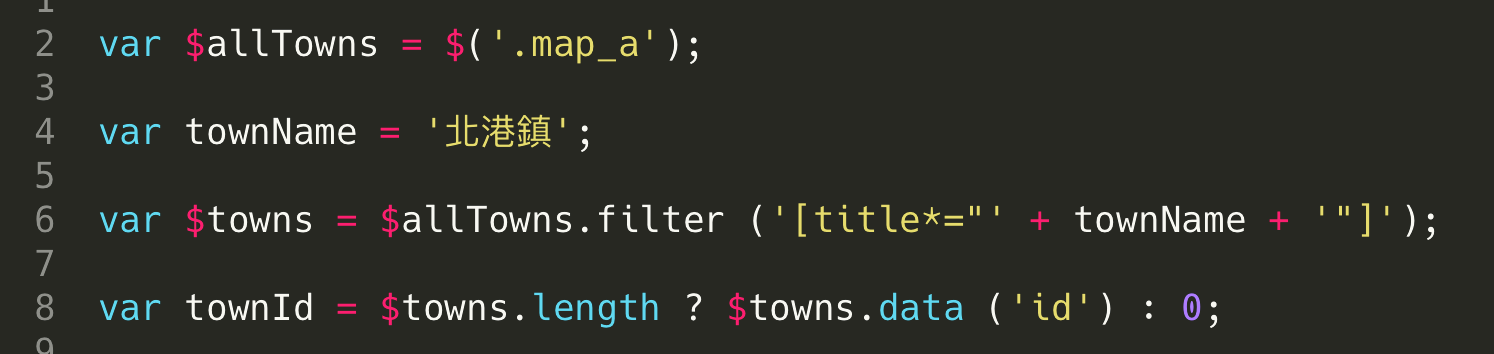 1
2 var $allTowns = $('.map_a');
3
4 var townName = '北港鎮';
5
6 var $towns = $allTowns.filter ('[title*="' + townName + '"]');
7
8 var townId = $towns.length ? $towns.data ('id') : 0;
9